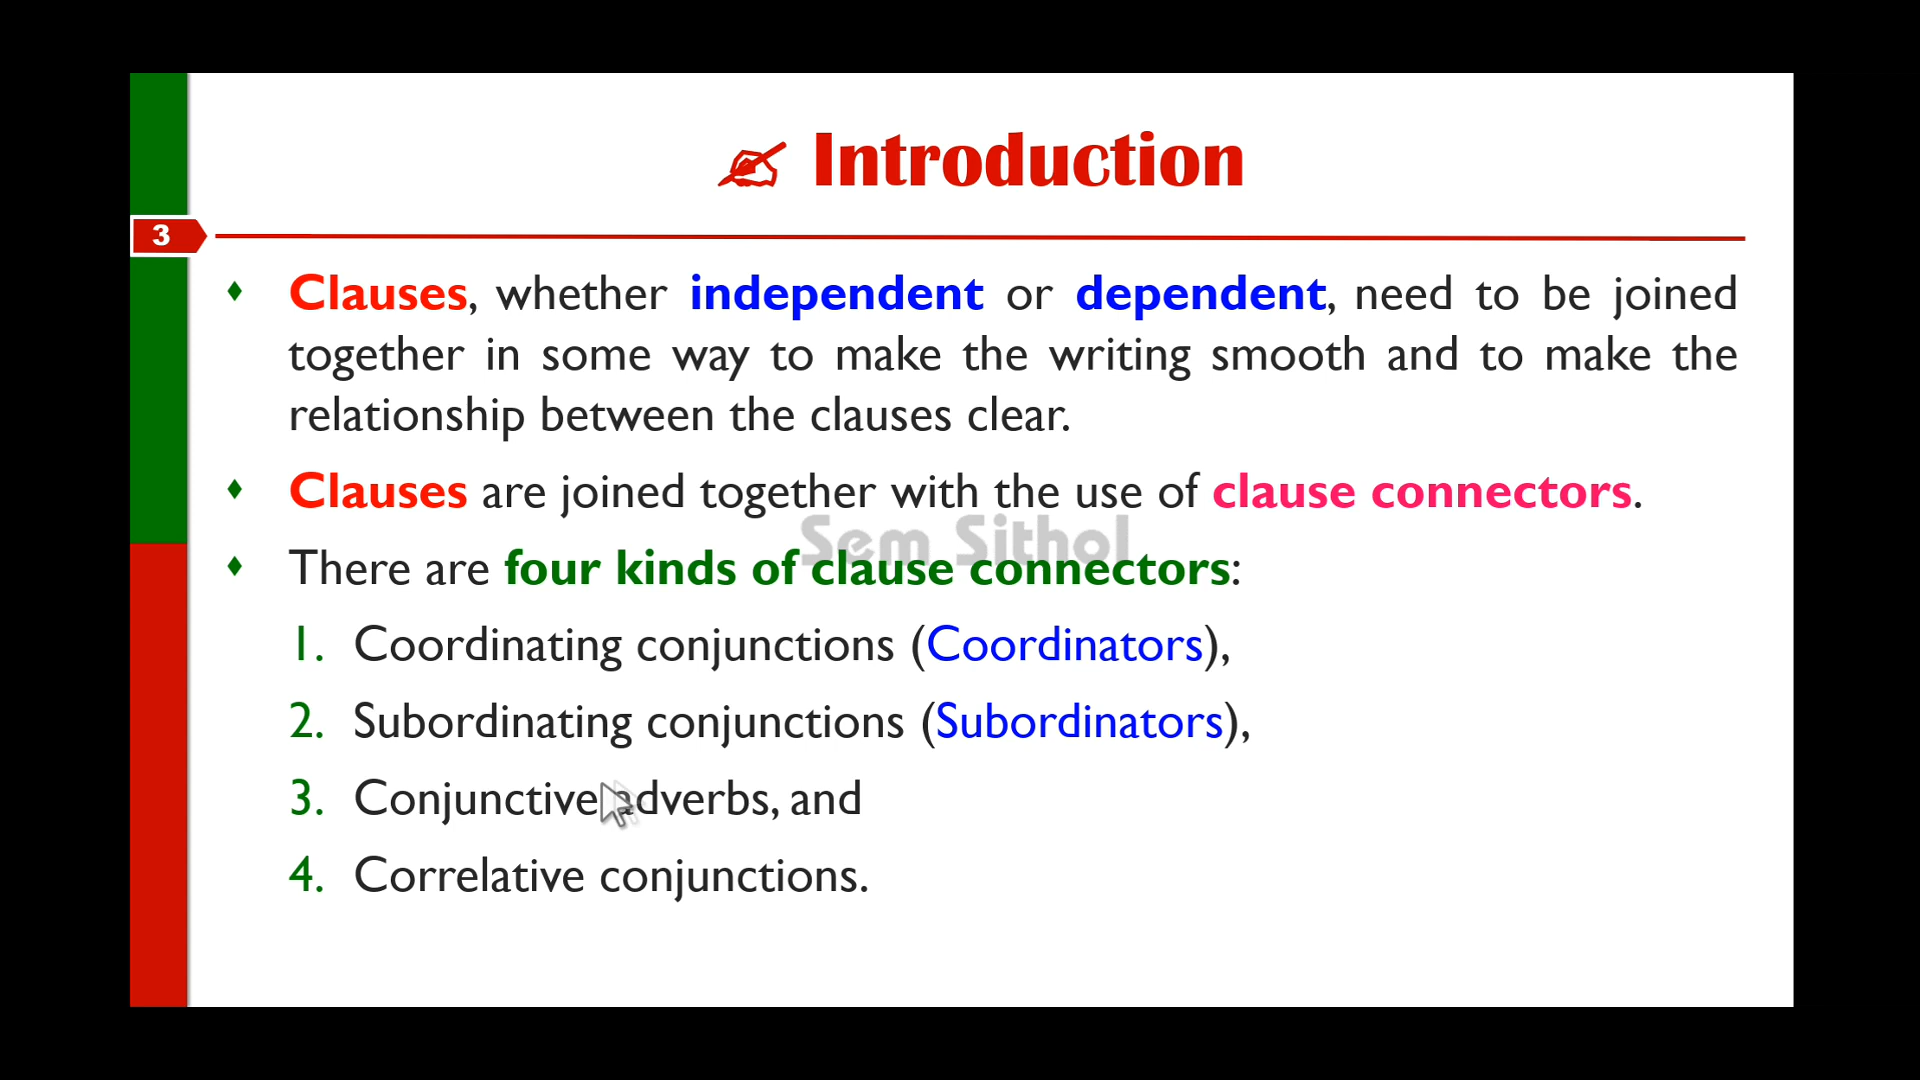 Introduction
3
Clauses, whether independent or dependent, need to be joined
together in some way to make the writing smooth and to make the
relationship between the clauses clear.
Clauses are joined together with the use of clause connectors.
Sem Sithol
There are four kinds of clause connectors:
1. Coordinating conjunctions (Coordinators),
2. Subordinating conjunctions (Subordinators),
3. Conjunctive adverbs, and
4. Correlative conjunctions.